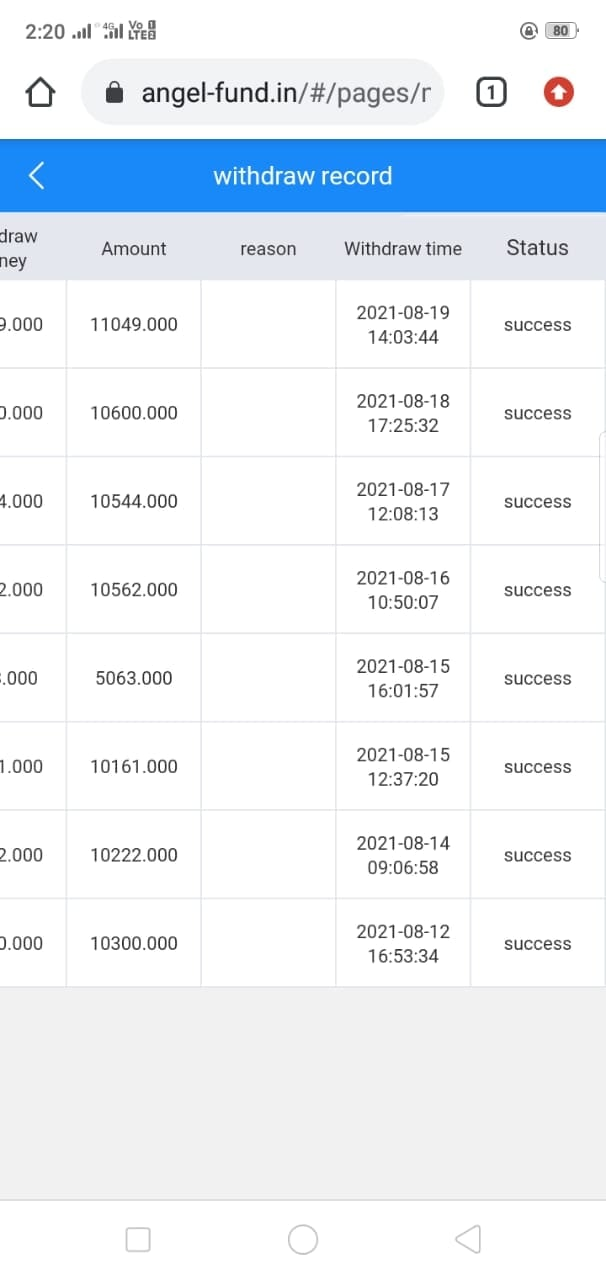 2:20 4G Vo LTE
80
angel-fund.in/#/pages/r
1
withdraw record
draw
ney
Amount
reason
Withdraw time
Status
9.000 11049.000 2021-08-19 14:03:44 success
0.000 10600.000 2021-08-18 17:25:32 success
4.000 10544.000 2021-08-17 12:08:13 success
2.000 10562.000 2021-08-16 10:50:07 success
.000 5063.000 2021-08-15 16:01:57 success
1.000 10161.000 2021-08-15 12:37:20 success
2.000 10222.000 2021-08-14 09:06:58 success
0.000 10300.000 2021-08-12 16:53:34 success